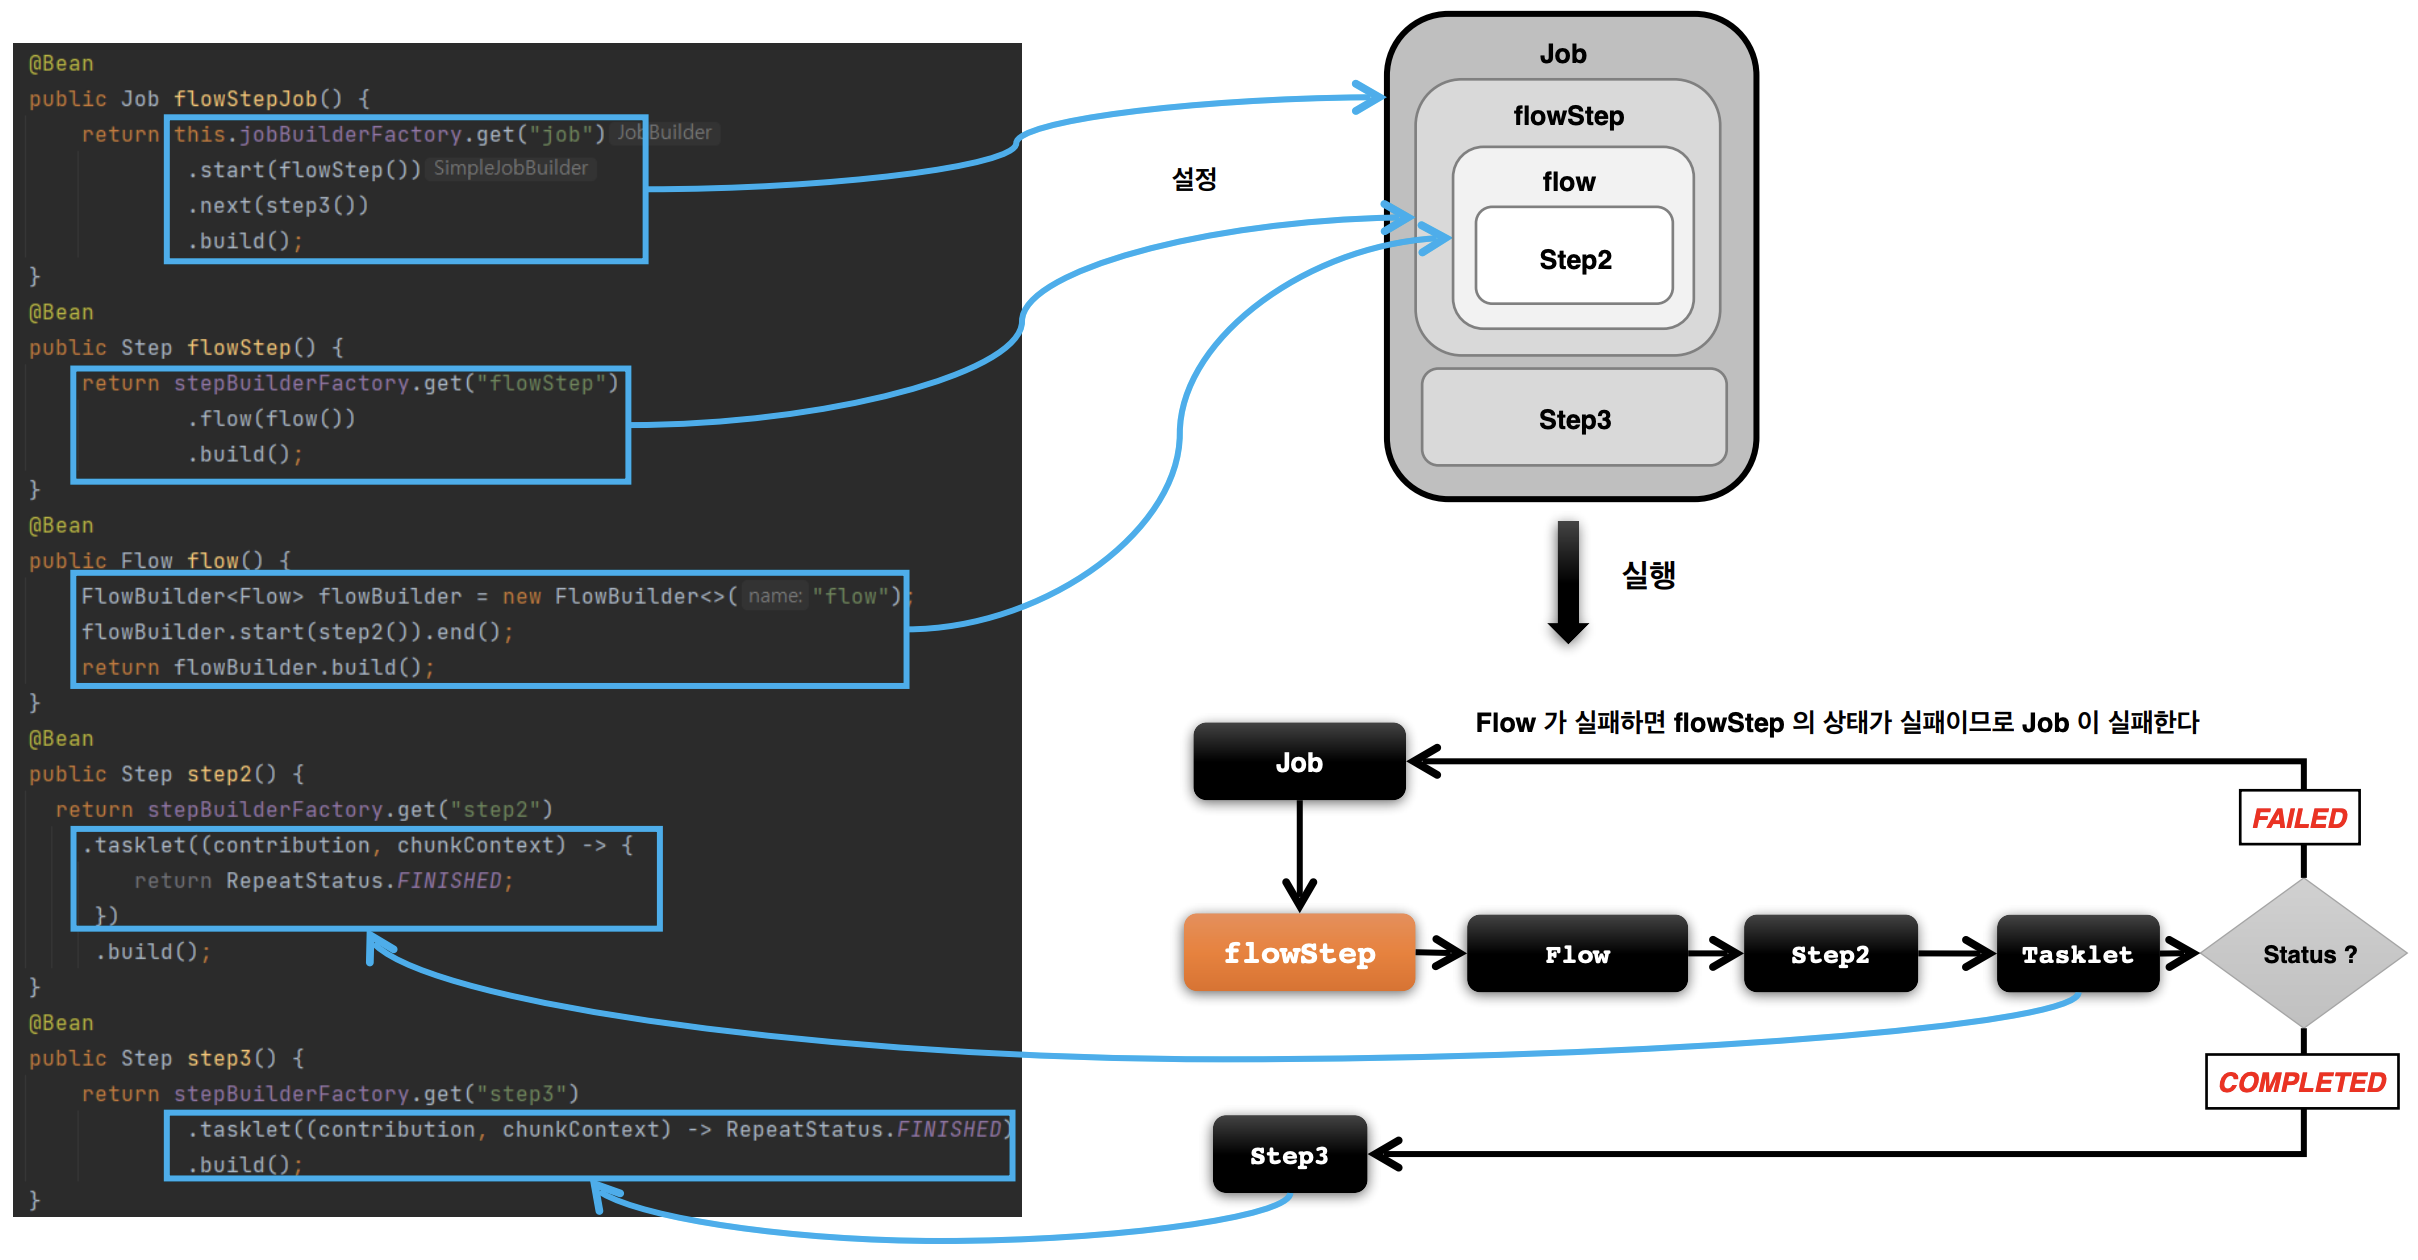 @Bean
public Job flowStepJob() {
return this.jobBuilderFactory.get("job") JobBuilder
.start(flowStep()) SimpleJobBuilder
.next(step3())
.build();
}
@Bean
public Step flowStep() {
return stepBuilderFactory.get("flowStep")
.flow(flow())
.build();
}
@Bean
public Flow flow() {
FlowBuilder<Flow> flowBuilder = new FlowBuilder<>( name: "flow");
flowBuilder.start(step2()).end();
return flowBuilder.build();
}
@Bean
public Step step2() {
return stepBuilderFactory.get("step2")
.tasklet((contribution, chunkContext) -> {
return RepeatStatus.FINISHED;
})
.build();
}
@Bean
public Step step3() {
return stepBuilderFactory.get("step3")
.tasklet((contribution, chunkContext) -> RepeatStatus.FINISHED)
.build();
}
설정
Job
flowStep
flow
Step2
Step3
실행
Flow 가 실패하면 flowStep 의 상태가 실패이므로 Job 이 실패한다
Job
FAILED
flowStep
Flow
Step2
Tasklet
Status ?
COMPLETED
Step3